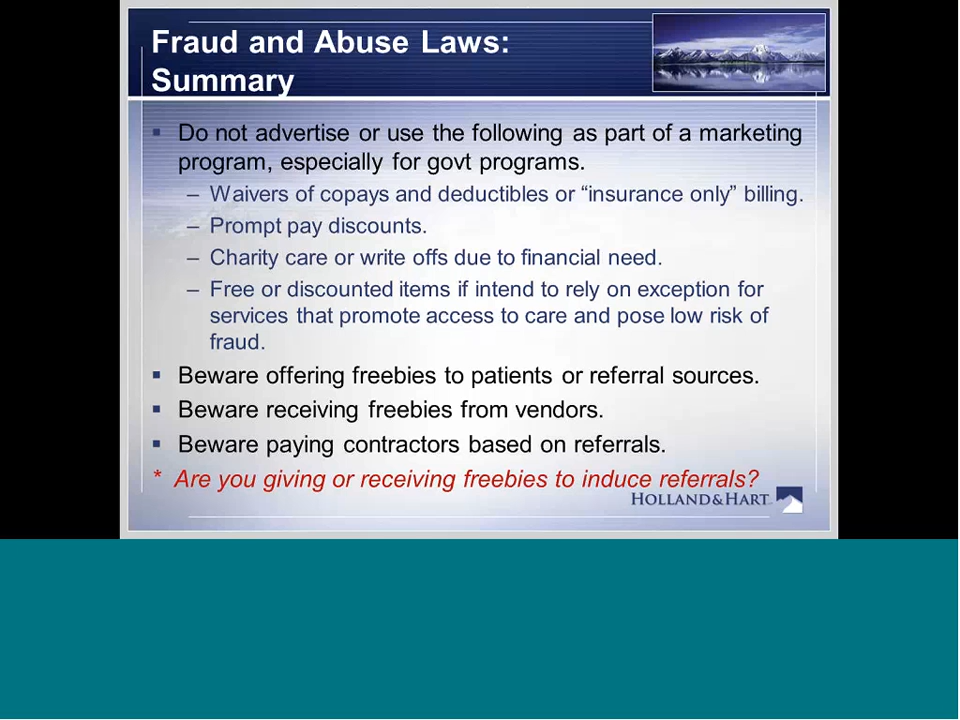 Fraud and Abuse Laws:
Summary
▪ Do not advertise or use the following as part of a marketing
program, especially for govt programs.
– Waivers of copays and deductibles or “insurance only” billing.
– Prompt pay discounts.
– Charity care or write offs due to financial need.
– Free or discounted items if intend to rely on exception for
services that promote access to care and pose low risk of
fraud.
▪ Beware offering freebies to patients or referral sources.
▪ Beware receiving freebies from vendors.
▪ Beware paying contractors based on referrals.
* Are you giving or receiving freebies to induce referrals?
HOLLAND&HART